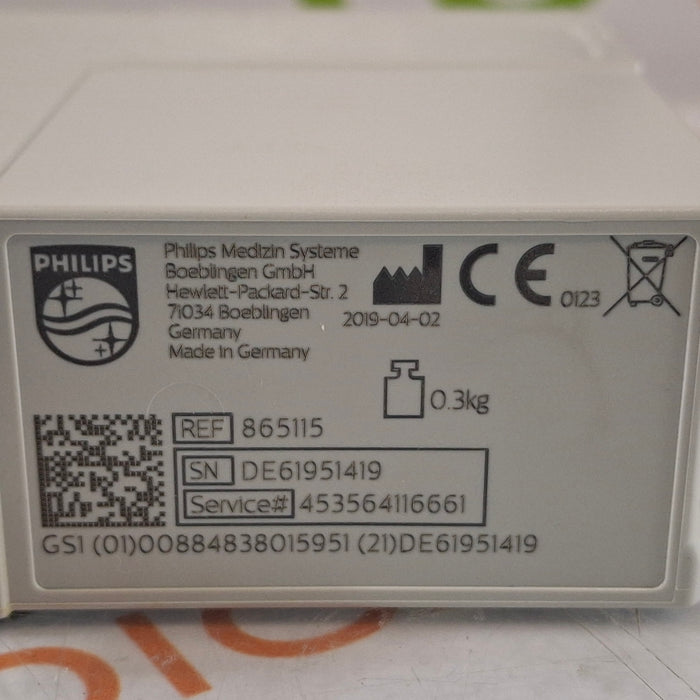 PHILIPS
Philips Medizin Systeme
Boeblingen GmbH
Hewlett-Packard-Str. 2
71034 Boeblingen
Germany
Made in Germany
2019-04-02
CE 0123
0.3kg
REF 865115
SN DE61951419
Service# 453564116661
GS1 (01)00884838015951 (21)DE61951419